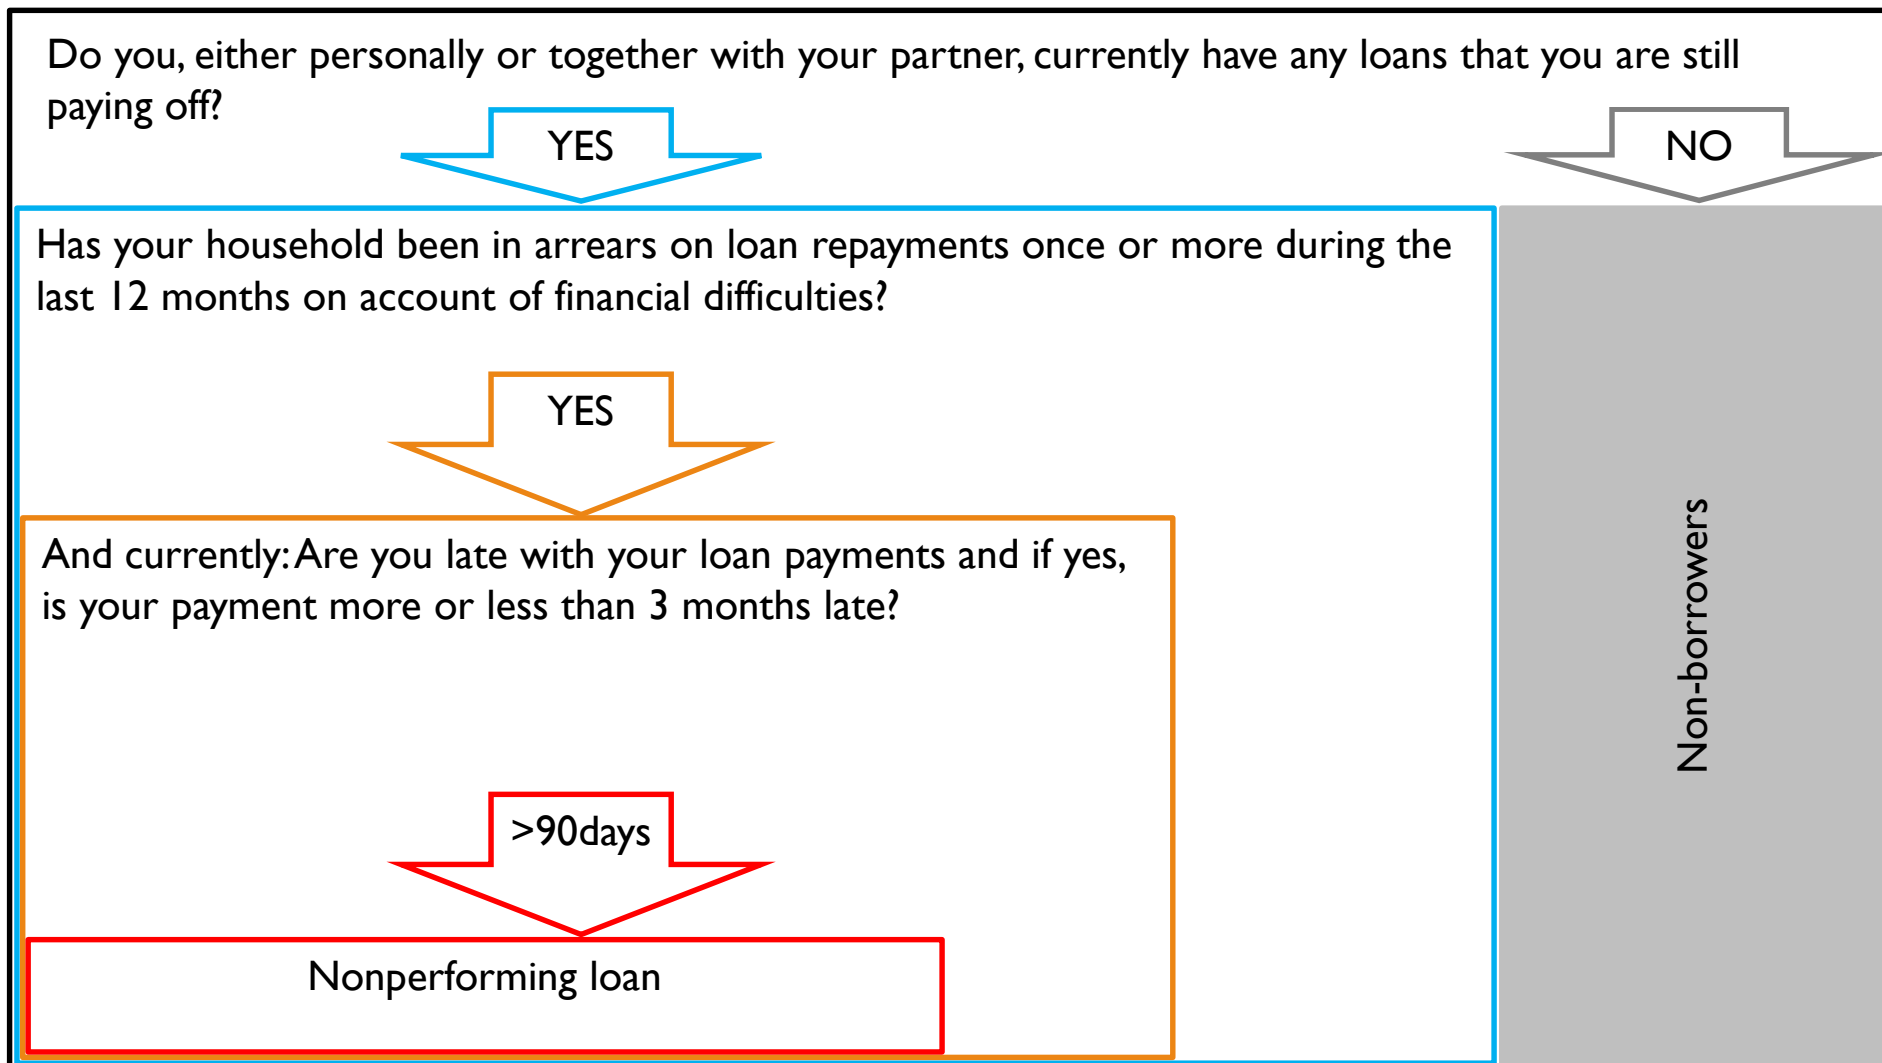 Do you, either personally or together with your partner, currently have any loans that you are still
paying off?
YES
NO
Has your household been in arrears on loan repayments once or more during the
last 12 months on account of financial difficulties?
YES
And currently: Are you late with your loan payments and if yes,
is your payment more or less than 3 months late?
>90days
Nonperforming loan
Non-borrowers